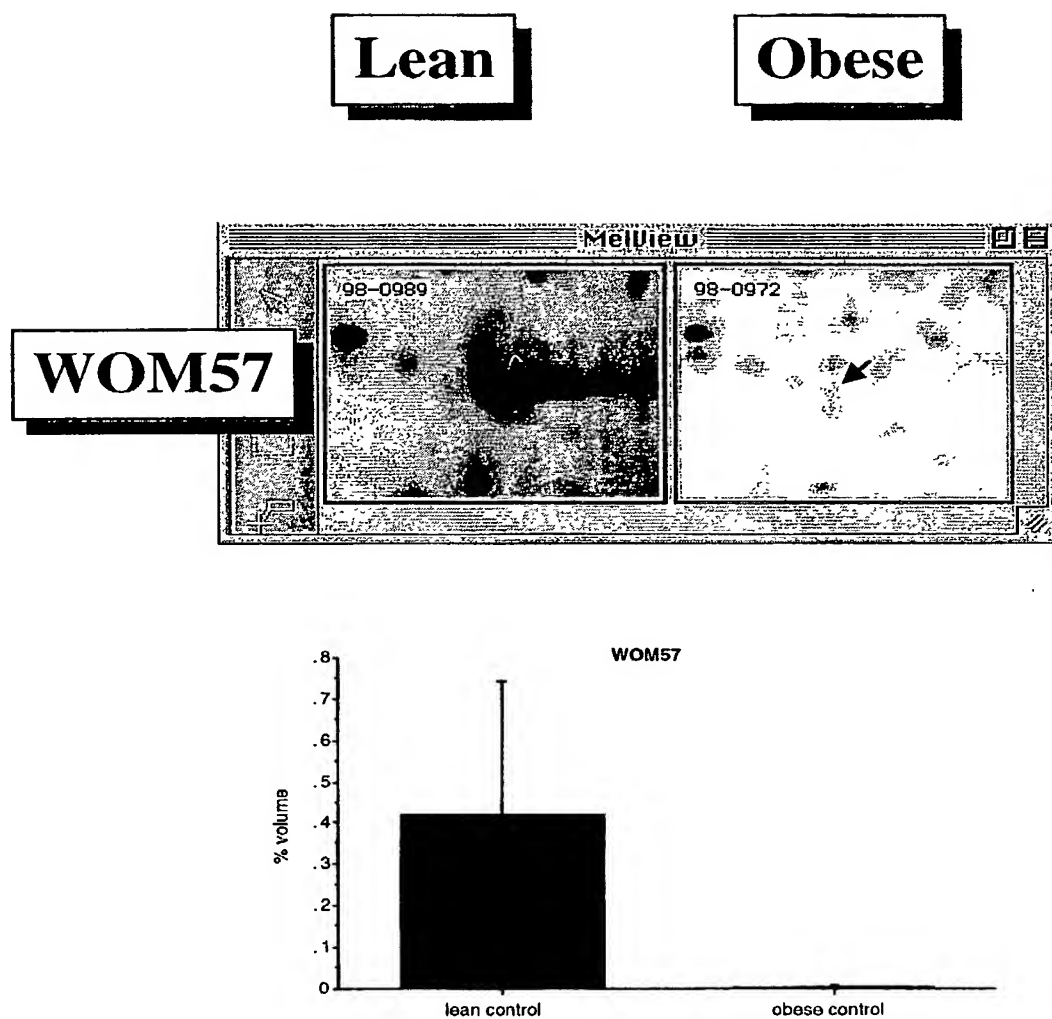 Lean
Obese
MelView
98-0989
98-0972
WOM57
WOM57
.8
.7
.6
.5
.4
.3
.2
.1
0
% volume
lean control
obese control